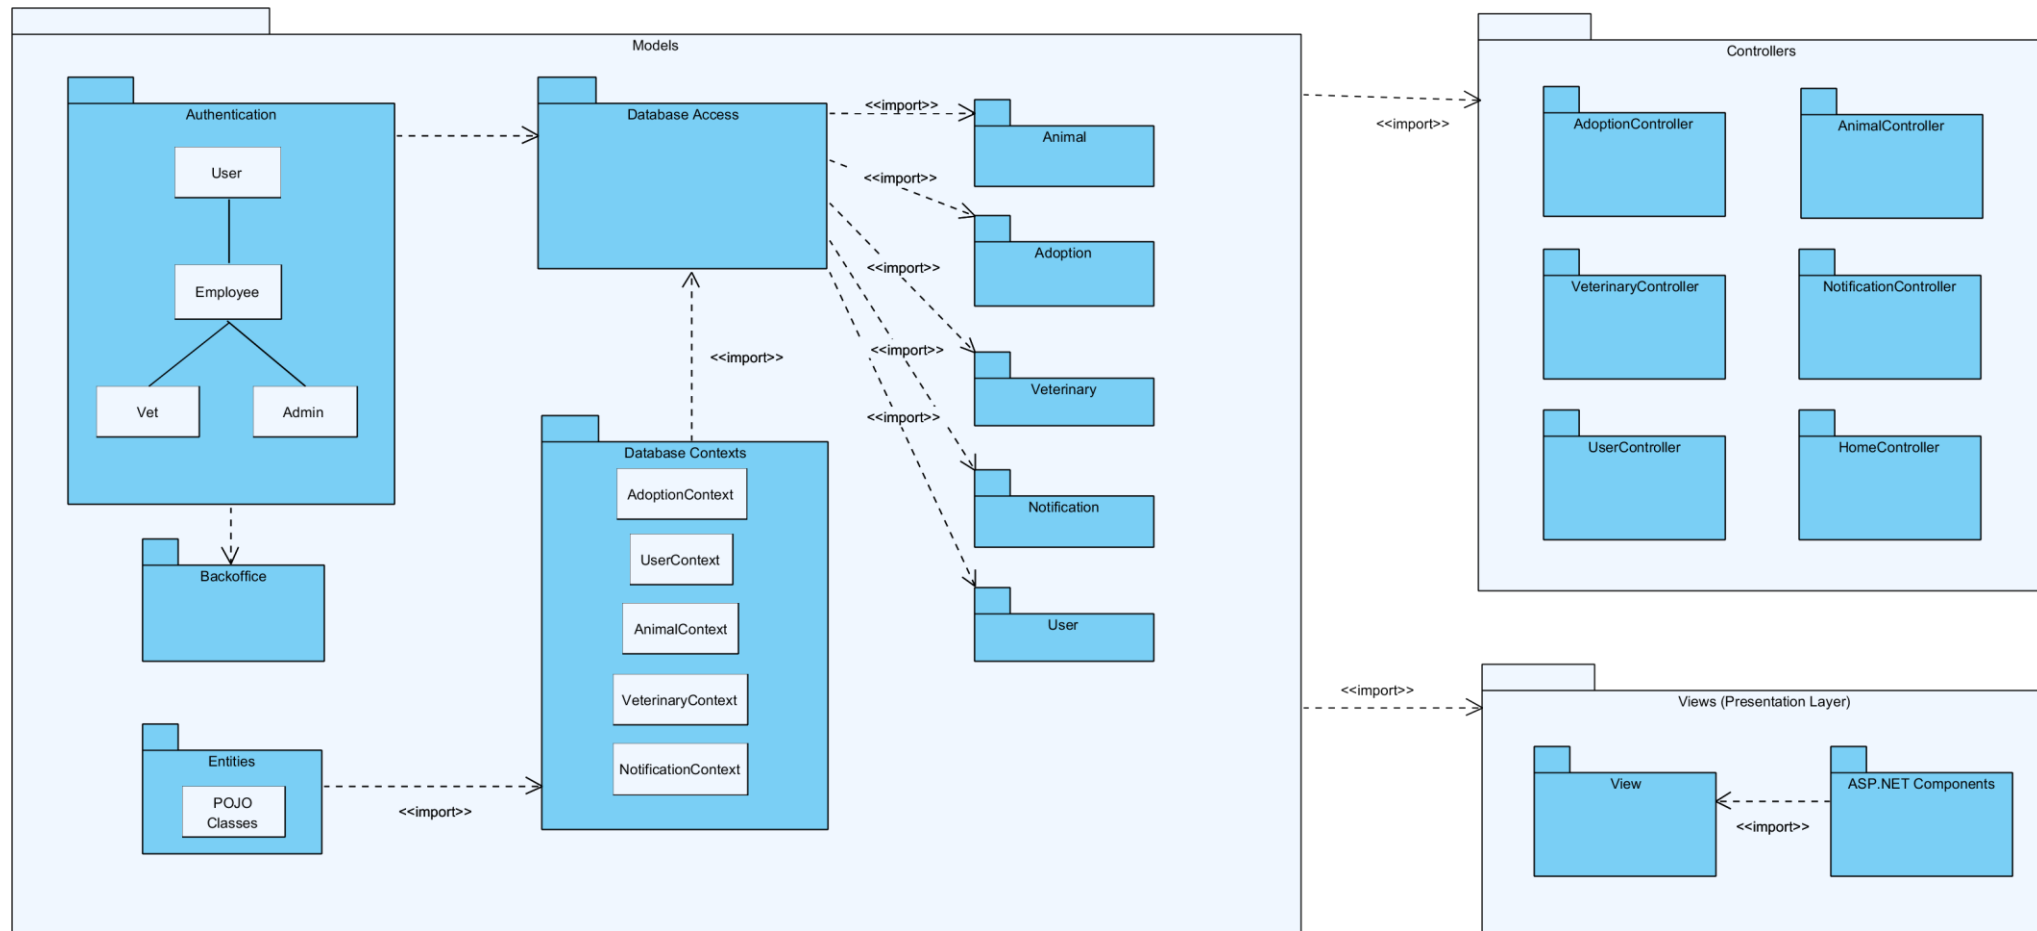 Models
Authentication
User
Employee
Vet
Admin
Backoffice
Entities
POJO
Classes
<<import>>
Database Access
<<import>>
Database Contexts
AdoptionContext
UserContext
AnimalContext
VeterinaryContext
NotificationContext
<<import>>
<<import>>
<<import>>
<<import>>
<<import>>
Animal
Adoption
Veterinary
Notification
User
<<import>>
<<import>>
Controllers
AdoptionController
AnimalController
VeterinaryController
NotificationController
UserController
HomeController
Views (Presentation Layer)
View
<<import>>
ASP.NET Components